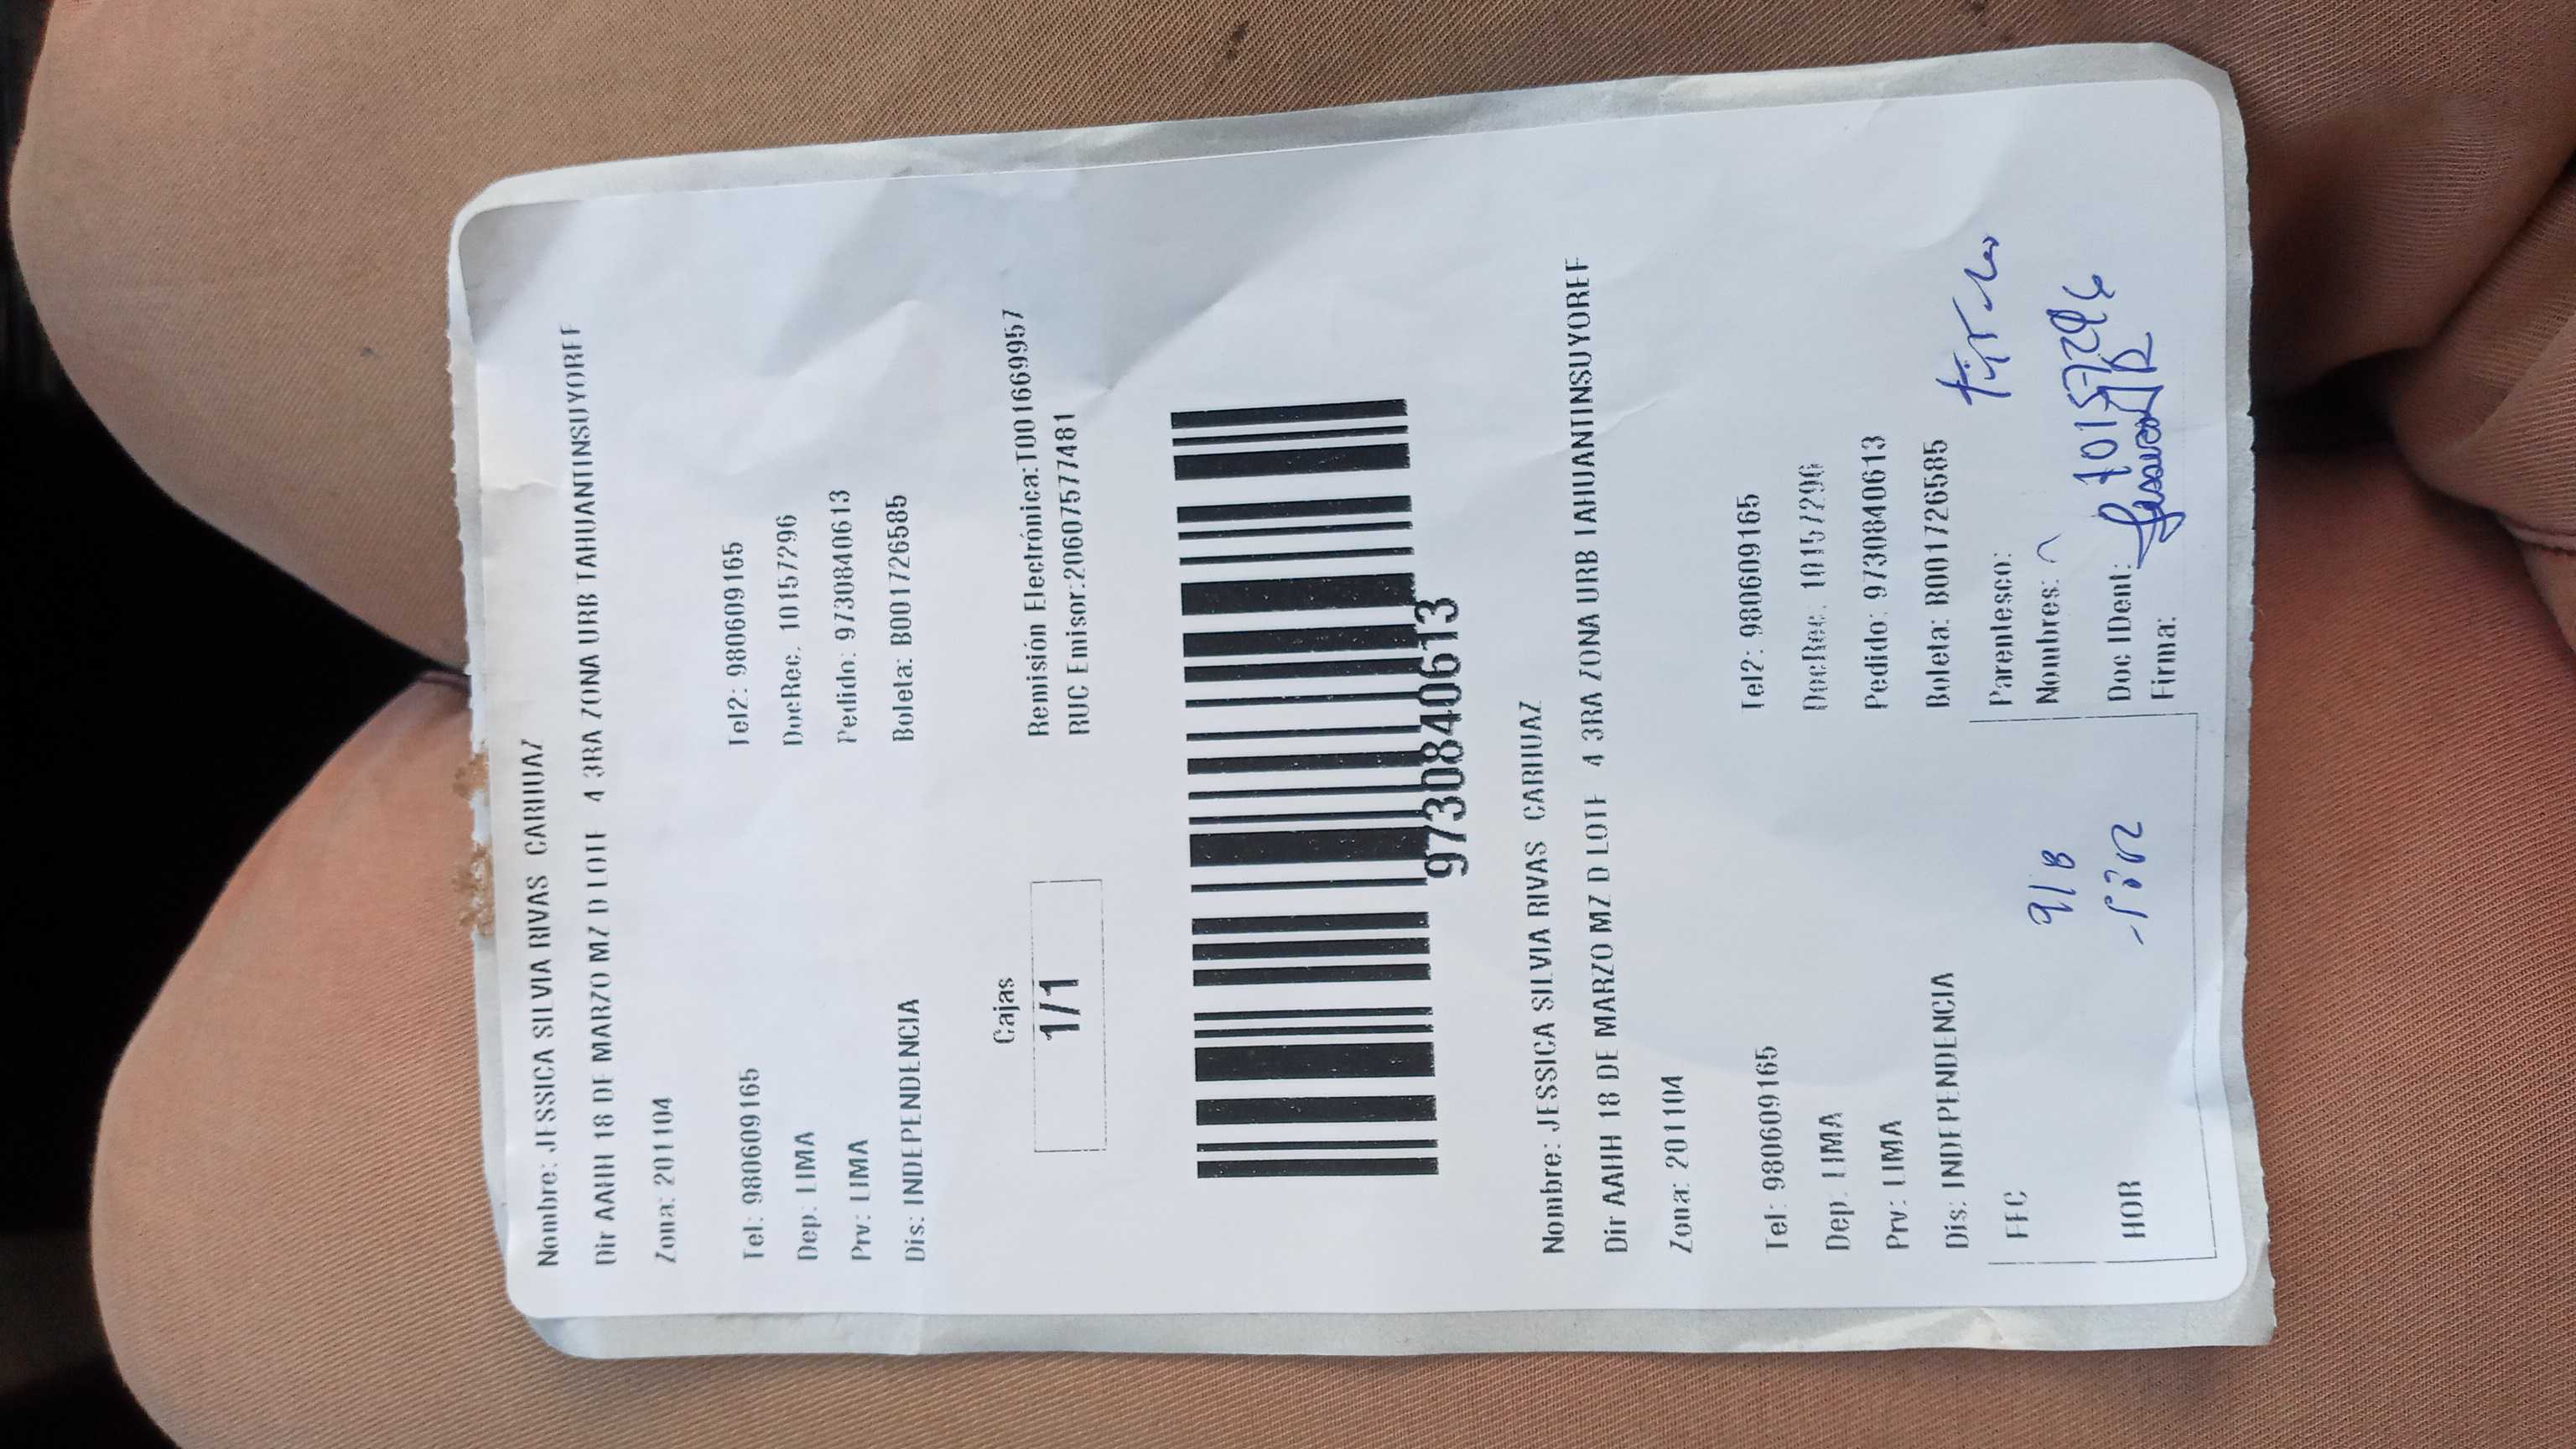 Nombre: JESSICA SILVIA RIVAS CARHUAZ
Dir AAHH 18 DE MARZO MZ D LOTE 4 3RA ZONA URB TAHUANTINSUYOREF
Zona: 201104
Tel: 980609165 Tel2: 980609165
Dep: LIMA DocRec. 10157296
Prv: LIMA Pedido: 9730840613
Dis: INDEPENDENCIA Boleta: B001726585
Cajas Remisión Electrónica:T001669957
1/1 RUC Emisor:20607577481
9730840613
Nombre: JESSICA SILVIA RIVAS CARHUAZ
Dir AAHH 18 DE MARZO MZ D LOTE 4 3RA ZONA URB TAHUANTINSUYOREF
Zona: 201104
Tel: 980609165 Tel2: 980609165
Dep: LIMA DocRec. 10157296
Prv: LIMA Pedido: 9730840613
Dis: INDEPENDENCIA Boleta: B001726585
FEC Parentesco:
Nombres:
HOR Doc IDent: 10157296
Firma: